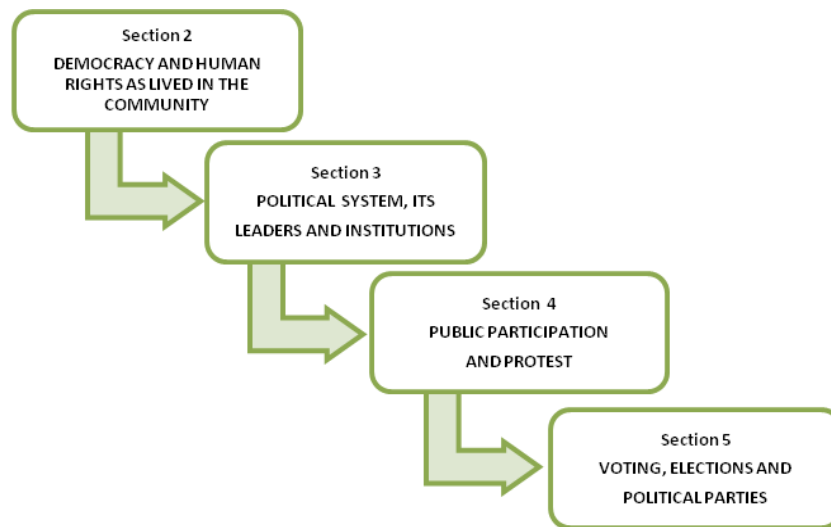 Section 2
DEMOCRACY AND HUMAN
RIGHTS AS LIVED IN THE
COMMUNITY
Section 3
POLITICAL SYSTEM, ITS
LEADERS AND INSTITUTIONS
Section 4
PUBLIC PARTICIPATION
AND PROTEST
Section 5
VOTING, ELECTIONS AND
POLITICAL PARTIES